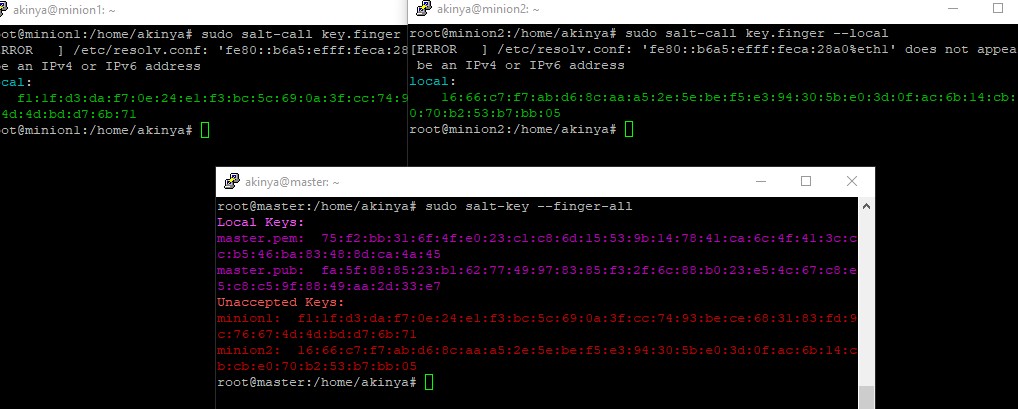 akinya@minion1: ~
root@minion1:/home/akinya# sudo salt-call key.finger
ERROR ] /etc/resolv.conf: 'fe80::b6a5:efff:feca:28
be an IPv4 or IPv6 address
ocal:
f1:1f:d3:da:f7:0e:24:e1:f3:bc:5c:69:0a:3f:cc:74:9
4d:4d:bd:d7:6b:71
oot@minion1:/home/akinya#
akinya@minion2: ~
root@minion2:/home/akinya# sudo salt-call key.finger --local
[ERROR ] /etc/resolv.conf: 'fe80::b6a5:efff:feca:28a0%eth1' does not appea
be an IPv4 or IPv6 address
local:
16:66:c7:f7:ab:d6:8c:aa:a5:2e:5e:be:f5:e3:94:30:5b:e0:3d:0f:ac:6b:14:cb:
0:70:b2:53:b7:bb:05
root@minion2:/home/akinya#
akinya@master: ~
root@master:/home/akinya# sudo salt-key --finger-all
Local Keys:
master.pem: 75:f2:bb:31:6f:4f:e0:23:c1:c8:6d:15:53:9b:14:78:41:ca:6c:4f:41:3c:c
c:b5:46:ba:83:48:8d:ca:4a:45
master.pub: fa:5f:88:85:23:b1:62:77:49:97:83:85:f3:2f:6c:88:b0:23:e5:4c:67:c8:e
5:c8:c5:9f:88:49:aa:2d:33:e7
Unaccepted Keys:
minion1: f1:1f:d3:da:f7:0e:24:e1:f3:bc:5c:69:0a:3f:cc:74:93:be:ce:68:31:83:fd:9
c:76:67:4d:4d:bd:d7:6b:71
minion2: 16:66:c7:f7:ab:d6:8c:aa:a5:2e:5e:be:f5:e3:94:30:5b:e0:3d:0f:ac:6b:14:c
b:cb:e0:70:b2:53:b7:bb:05
root@master:/home/akinya#